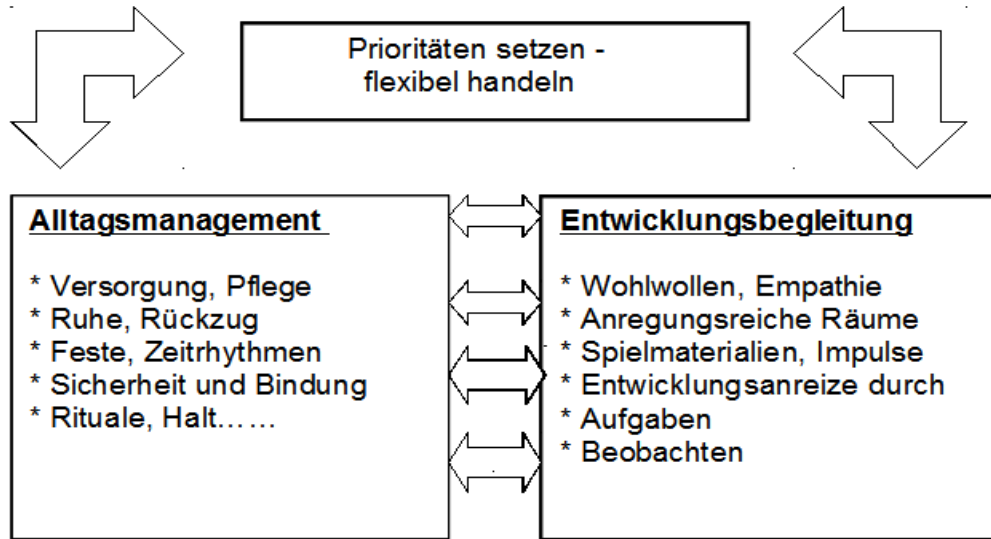 Prioritäten setzen -
flexibel handeln
Alltagsmanagement
* Versorgung, Pflege
* Ruhe, Rückzug
* Feste, Zeitrhythmen
* Sicherheit und Bindung
* Rituale, Halt……
Entwicklungsbegleitung
* Wohlwollen, Empathie
* Anregungsreiche Räume
* Spielmaterialien, Impulse
* Entwicklungsanreize durch
* Aufgaben
* Beobachten